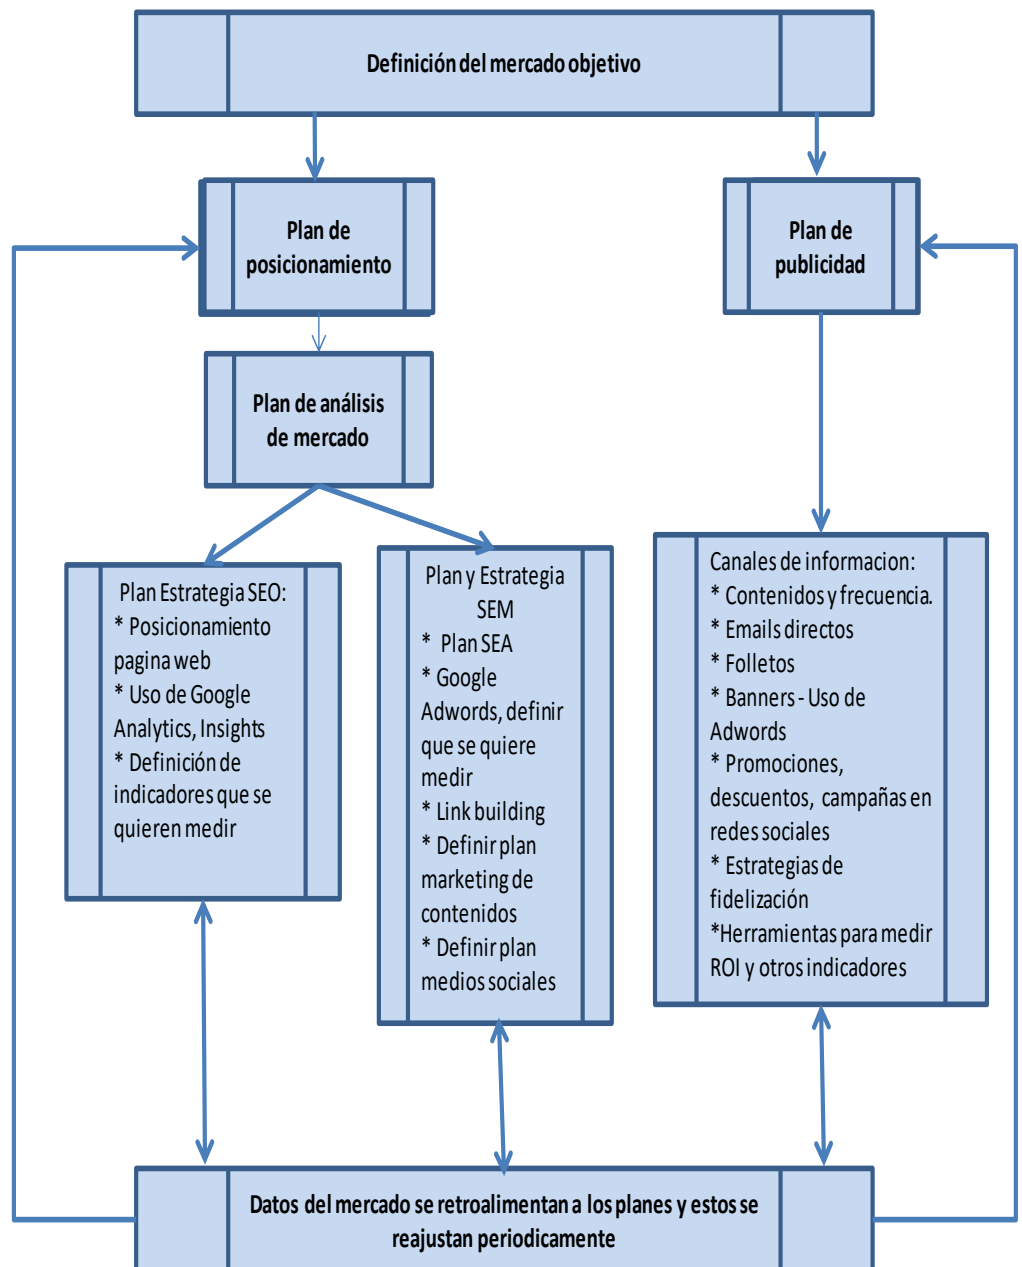 Definición del mercado objetivo
Plan de
posicionamiento
Plan de
publicidad
Plan de análisis
de mercado
Plan Estrategia SEO:
* Posicionamiento
pagina web
* Uso de Google
Analytics, Insights
* Definición de
indicadores que se
quieren medir
Plan y Estrategia
SEM
* Plan SEA
* Google
Adwords, definir
que se quiere
medir
* Link building
* Definir plan
marketing de
contenidos
* Definir plan
medios sociales
Canales de informacion:
* Contenidos y frecuencia.
* Emails directos
* Folletos
* Banners - Uso de
Adwords
* Promociones,
descuentos, campañas en
redes sociales
* Estrategias de
fidelización
*Herramientas para medir
ROI y otros indicadores
Datos del mercado se retroalimentan a los planes y estos se
reajustan periodicamente